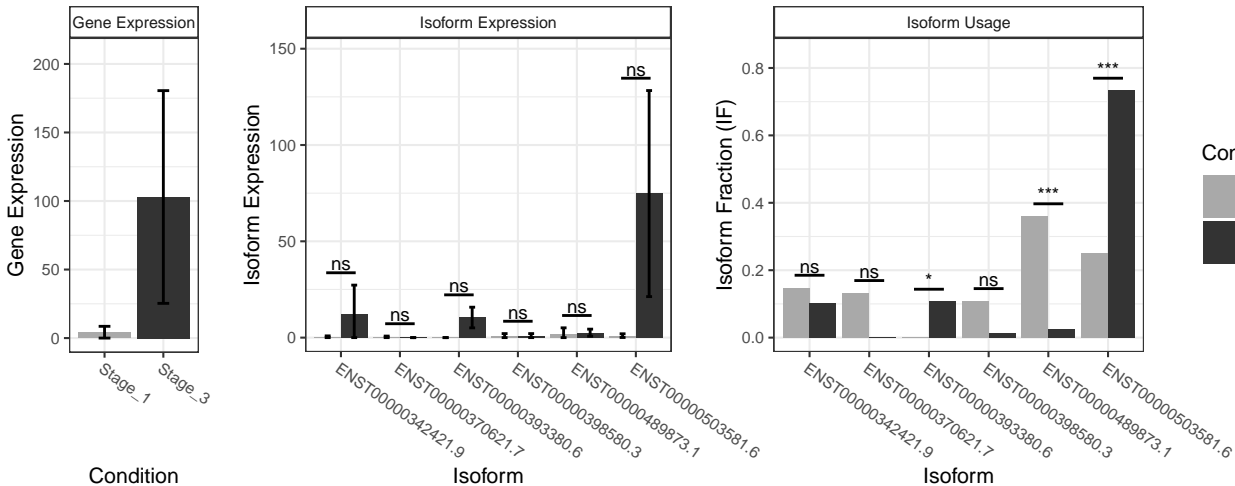 Gene Expression
Isoform Expression
Isoform Usage
Gene Expression
200
150
100
50
0
Stage_1
Stage_3
Condition
Isoform Expression
150
100
50
0
ns
ns
ns
ns
ns
ns
ENST00000342421.9
ENST00000370621.7
ENST00000393380.6
ENST00000398580.3
ENST00000489873.1
ENST00000503581.6
Isoform
Isoform Fraction (IF)
0.8
0.6
0.4
0.2
0.0
ns
ns
*
ns
***
***
ENST00000342421.9
ENST00000370621.7
ENST00000393380.6
ENST00000398580.3
ENST00000489873.1
ENST00000503581.6
Isoform